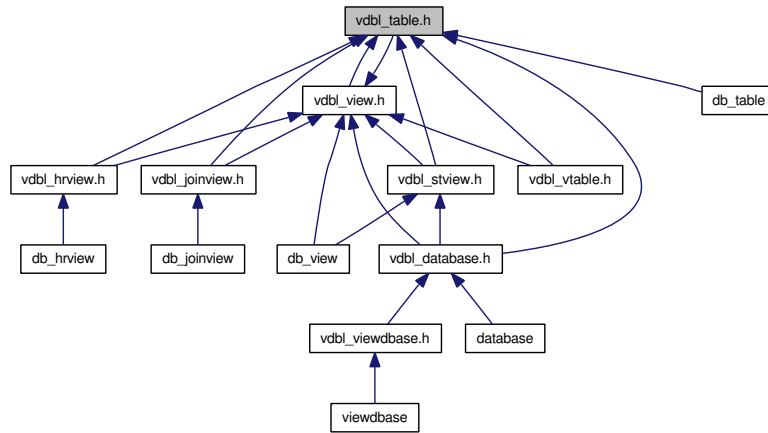 vdbl_table.h
vdbl_view.h
db_table
vdbl_hrview.h
vdbl_joinview.h
vdbl_stview.h
vdbl_vtable.h
db_hrview
db_joinview
db_view
vdbl_database.h
vdbl_viewdbase.h
database
viewdbase